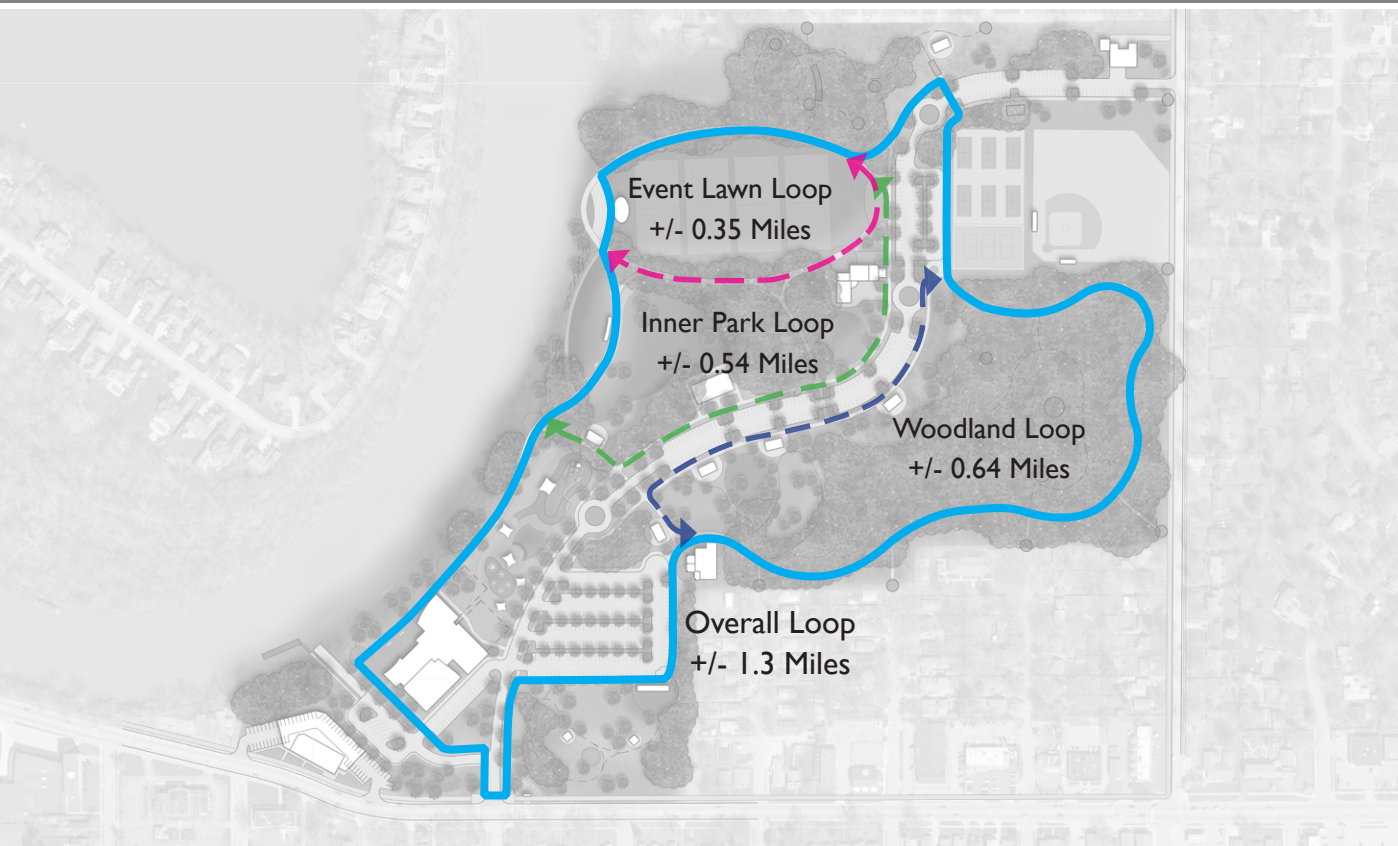 Event Lawn Loop
+/- 0.35 Miles
Inner Park Loop
+/- 0.54 Miles
Woodland Loop
+/- 0.64 Miles
Overall Loop
+/- 1.3 Miles